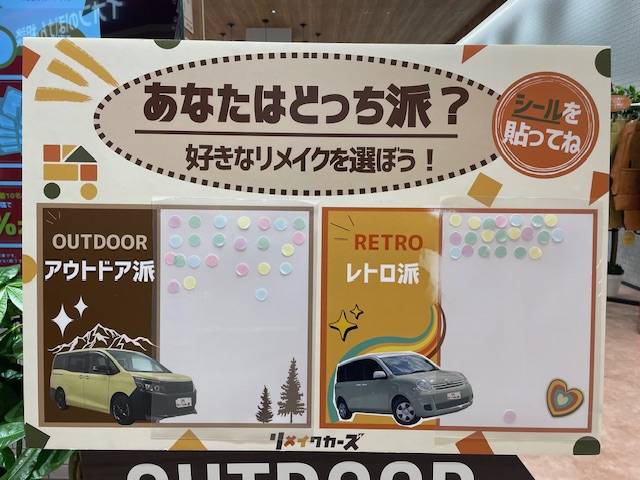 あなたはどっち派？
好きなリメイクを選ぼう！
シールを
貼ってね
OUTDOOR
アウトドア派
RETRO
レトロ派
リメイクカーズ
OUTDOOR